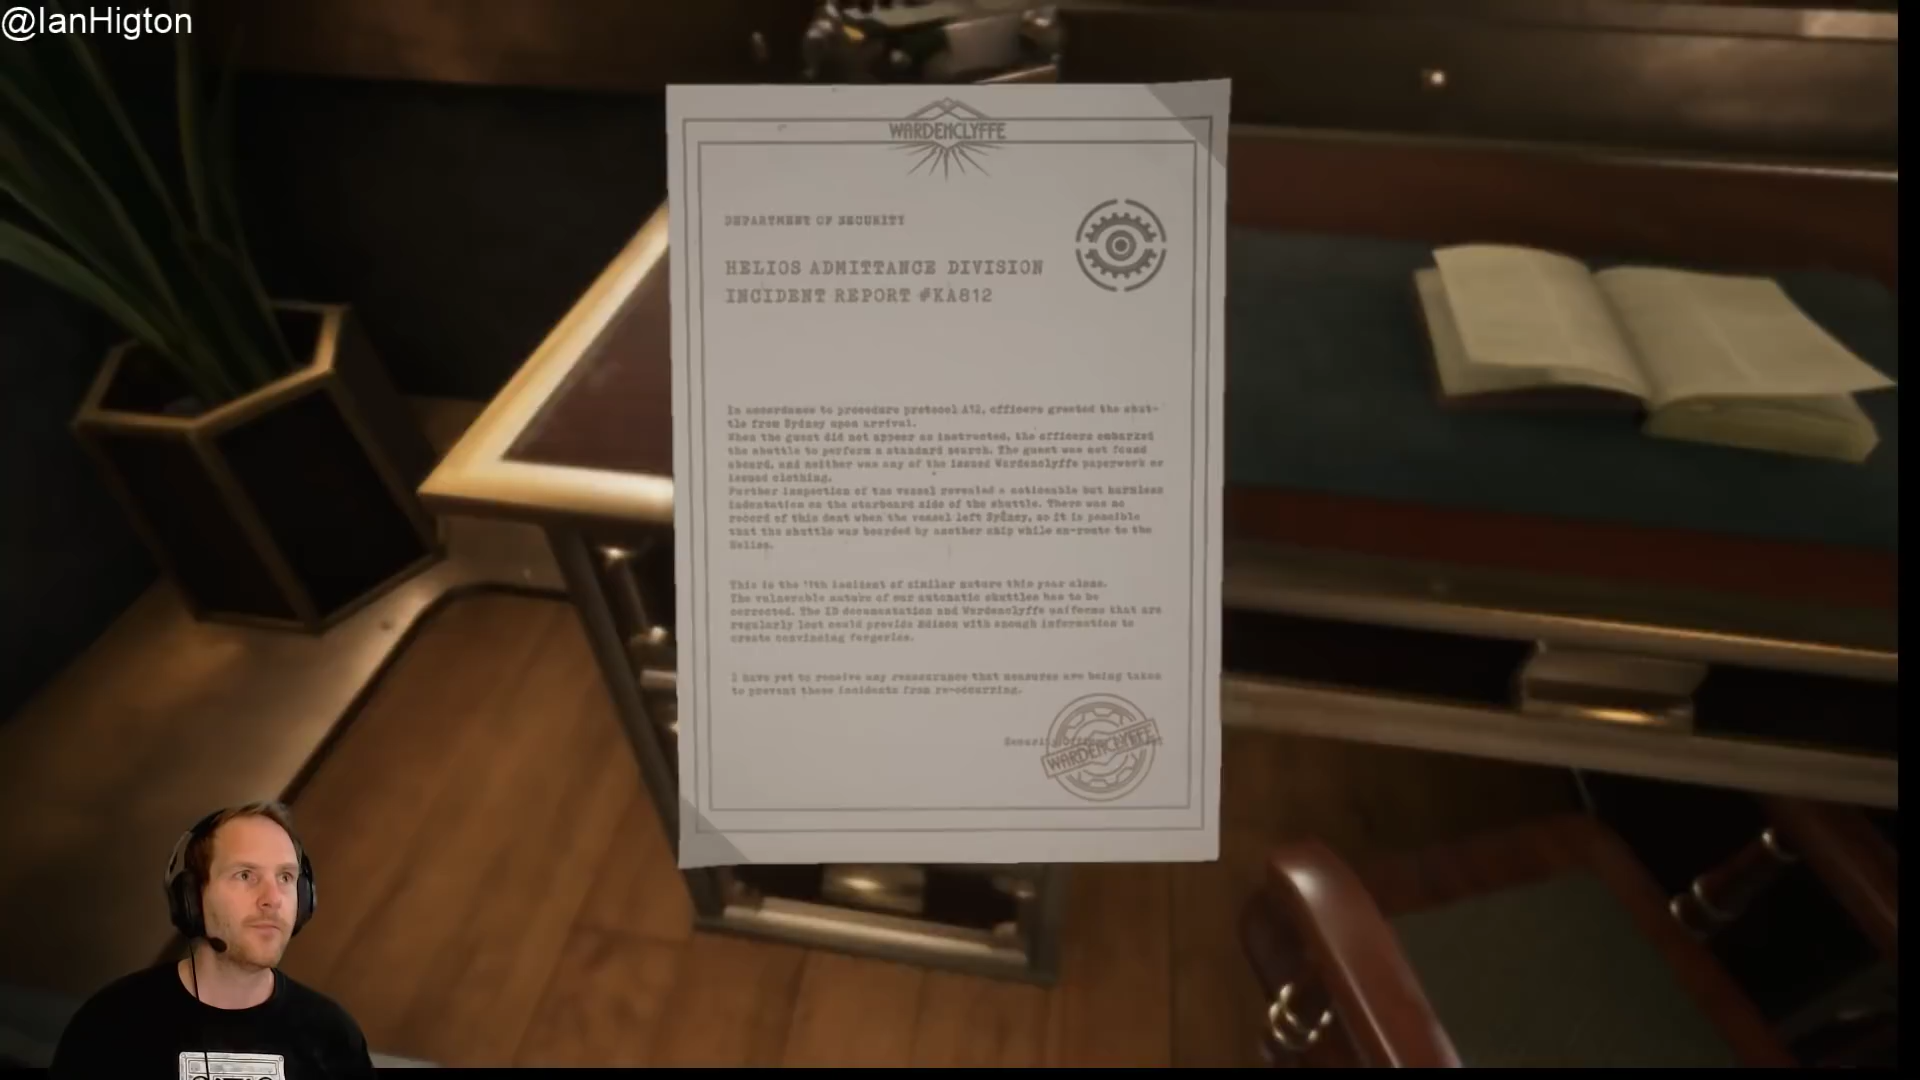 @IanHigton
WARDENCLYFFE
DEPARTMENT OF SECURITY
HELIOS ADMITTANCE DIVISION
INCIDENT REPORT #KA812
In accordance to procedure protocol A12, officers greeted the shut-
tle from Sydney upon arrival.
When the guest did not appear as instructed, the officers embarked
the shuttle to perform a standard search. The guest was not found
aboard, and neither was any of the issued Wardenclyffe paperwork or
issued clothing.
Further inspection of the vessel revealed a noticeable but harmless
indentation on the starboard side of the shuttle. There was no
record of this dent when the vessel left Sydney, so it is possible
that the shuttle was boarded by another ship while en-route to the
Helios.
This is the 11th incident of similar nature this year alone.
The vulnerable nature of our automatic shuttles has to be
corrected. The ID documentation and Wardenclyffe uniforms that are
regularly lost could provide Edison with enough information to
create convincing forgeries.
I have yet to receive any reassurance that measures are being taken
to prevent these incidents from re-occurring.
Security
WARDENCLYFFE